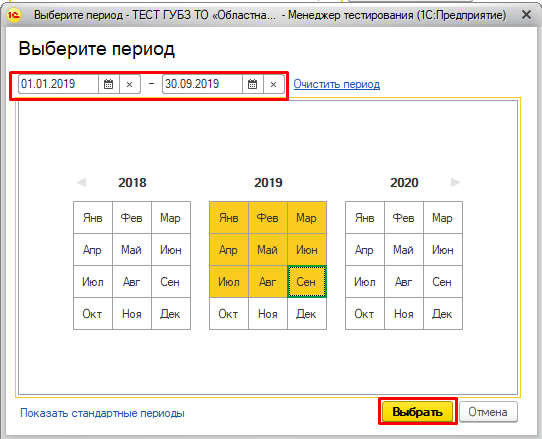 Выберите период - ТЕСТ ГУБЗ ТО «Областна... - Менеджер тестирования (1С:Предприятие)
Выберите период
01.01.2019 – 30.09.2019 Очистить период
2018 2019 2020
Янв Фев Мар Янв Фев Мар Янв Фев Мар
Апр Май Июн Апр Май Июн Апр Май Июн
Июл Авг Сен Июл Авг Сен Июл Авг Сен
Окт Ноя Дек Окт Ноя Дек Окт Ноя Дек
Показать стандартные периоды Выбрать Отмена